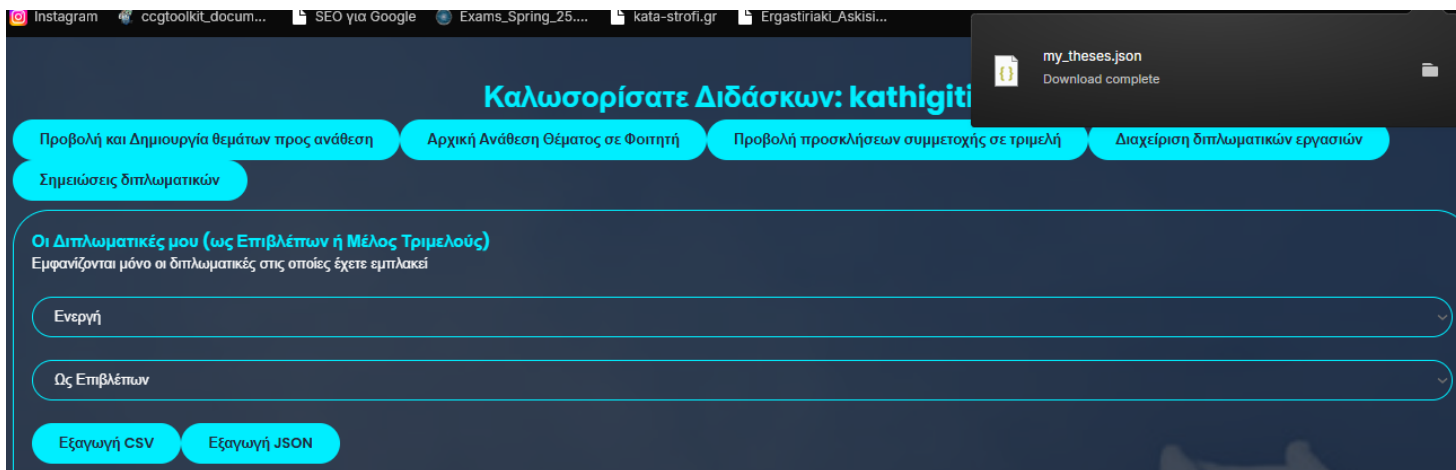 Instagram ccgtoolkit_docum... SEO για Google Exams_Spring_25.... kata-strofi.gr Ergastiriaki_Askisi...
my_theses.json
Download complete
Καλωσορίσατε Διδάσκων: kathigiti
Προβολή και Δημιουργία θεμάτων προς ανάθεση Αρχική Ανάθεση Θέματος σε Φοιτητή Προβολή προσκλήσεων συμμετοχής σε τριμελή Διαχείριση διπλωματικών εργασιών
Σημειώσεις διπλωματικών
Οι Διπλωματικές μου (ως Επιβλέπων ή Μέλος Τριμελούς)
Εμφανίζονται μόνο οι διπλωματικές στις οποίες έχετε εμπλακεί
Ενεργή
Ως Επιβλέπων
Εξαγωγή CSV Εξαγωγή JSON